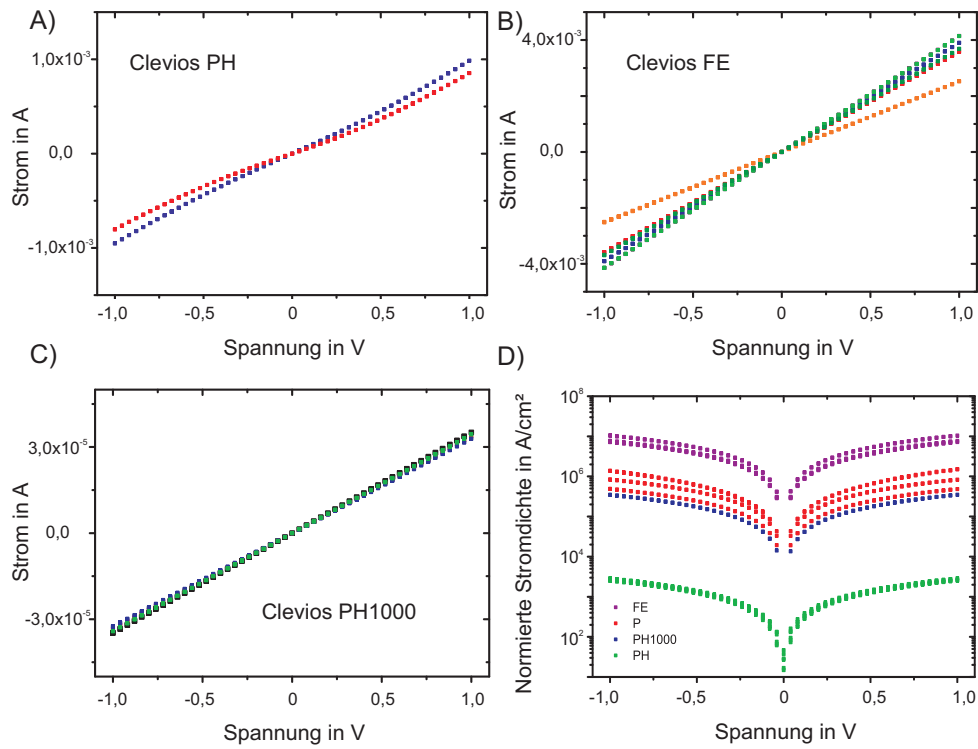 A)
Clevios PH
1,0x10⁻³
0,0
-1,0x10⁻³
Strom in A
-1,0
-0,5
0
0,5
1,0
Spannung in V
B)
Clevios FE
4,0x10⁻³
0,0
-4,0x10⁻³
Strom in A
-1,0
-0,5
0
0,5
1,0
Spannung in V
C)
3,0x10⁻⁵
0,0
-3,0x10⁻⁵
Strom in A
Clevios PH1000
-1,0
-0,5
0
0,5
1,0
Spannung in V
D)
10⁸
10⁶
10⁴
10²
Normierte Stromdichte in A/cm²
FE
P
PH1000
PH
-1,0
-0,5
0
0,5
1,0
Spannung in V